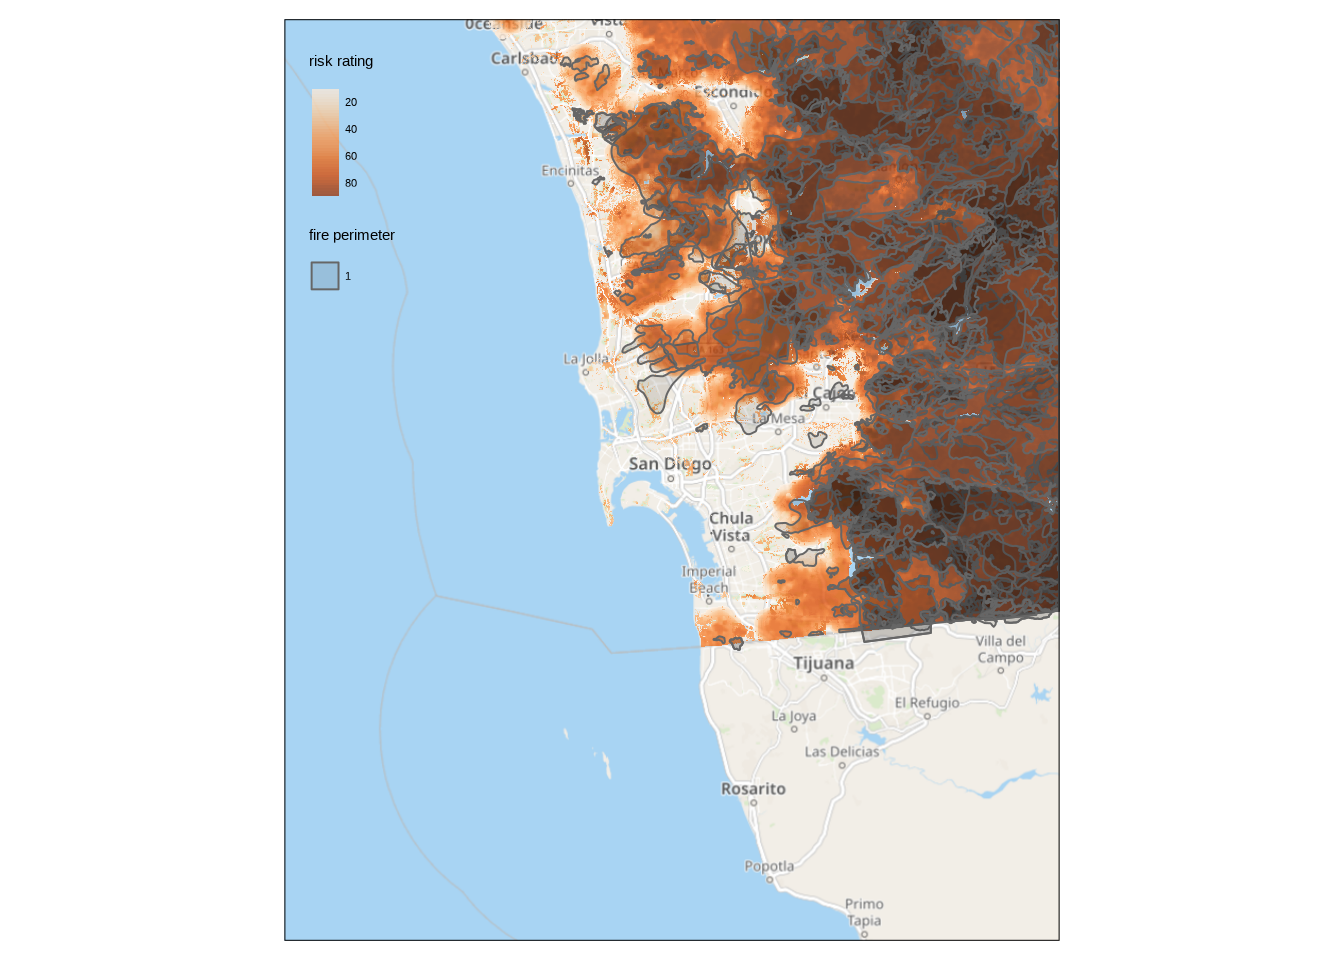 Oceanside
Vista
risk rating
Carlsbad
Escondido
20
40
60
80
Encinitas
fire perimeter
1
La Jolla
Cajon
La Mesa
San Diego
Chula
Vista
Imperial
Beach
Villa del
Campo
Tijuana
El Refugio
La Joya
Las Delicias
Rosarito
Popotla
Primo
Tapia